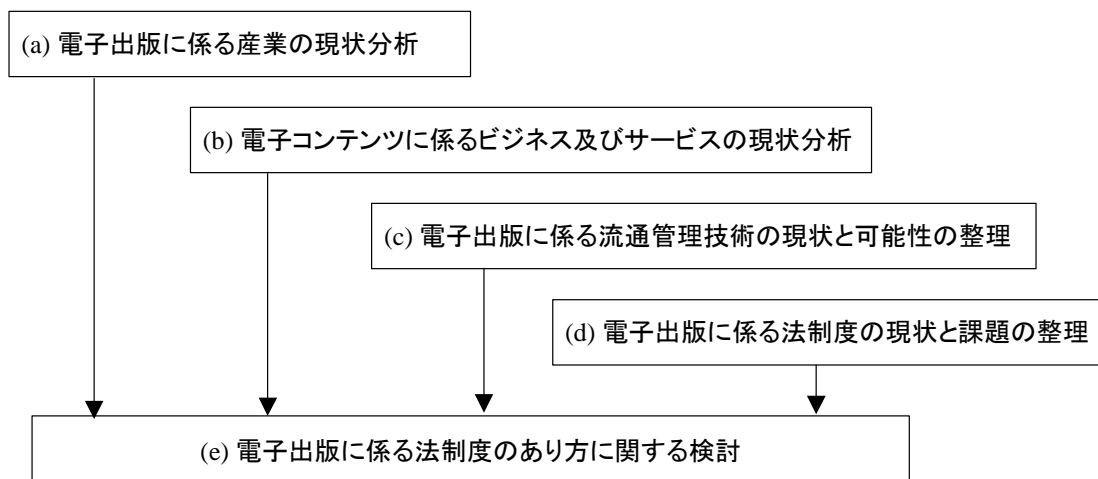 (a) 電子出版に係る産業の現状分析
(b) 電子コンテンツに係るビジネス及びサービスの現状分析
(c) 電子出版に係る流通管理技術の現状と可能性の整理
(d) 電子出版に係る法制度の現状と課題の整理
(e) 電子出版に係る法制度のあり方に関する検討